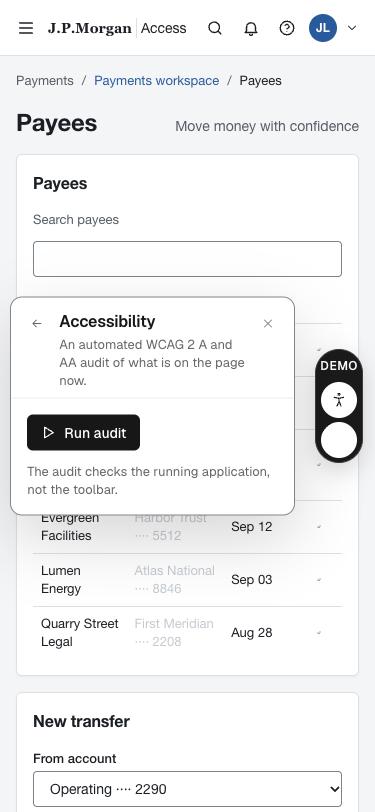 J.P.Morgan Access JL
Payments / Payments workspace / Payees
Payees Move money with confidence
Payees
Search payees
Accessibility
An automated WCAG 2 A and
AA audit of what is on the page
now.
Run audit
The audit checks the running application,
not the toolbar.
DEMO
Evergreen Harbor Trust
Facilities ···· 5512 Sep 12
Lumen Atlas National
Energy ···· 8846 Sep 03
Quarry Street First Meridian
Legal ···· 2208 Aug 28
New transfer
From account
Operating ···· 2290